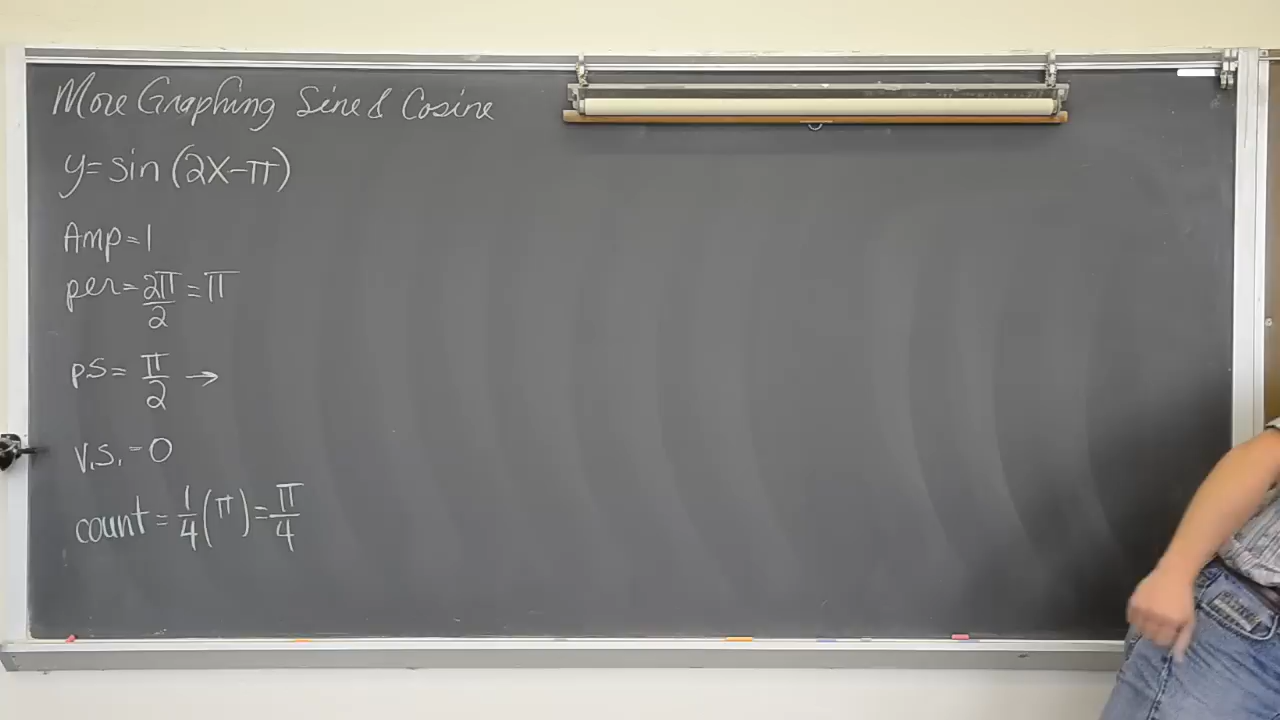 More Graphing Sine & Cosine
y=sin(2x-π)
Amp=1
per=2π/2=π
p.s=π/2→
V.S.=0
count=1/4(π)=π/4